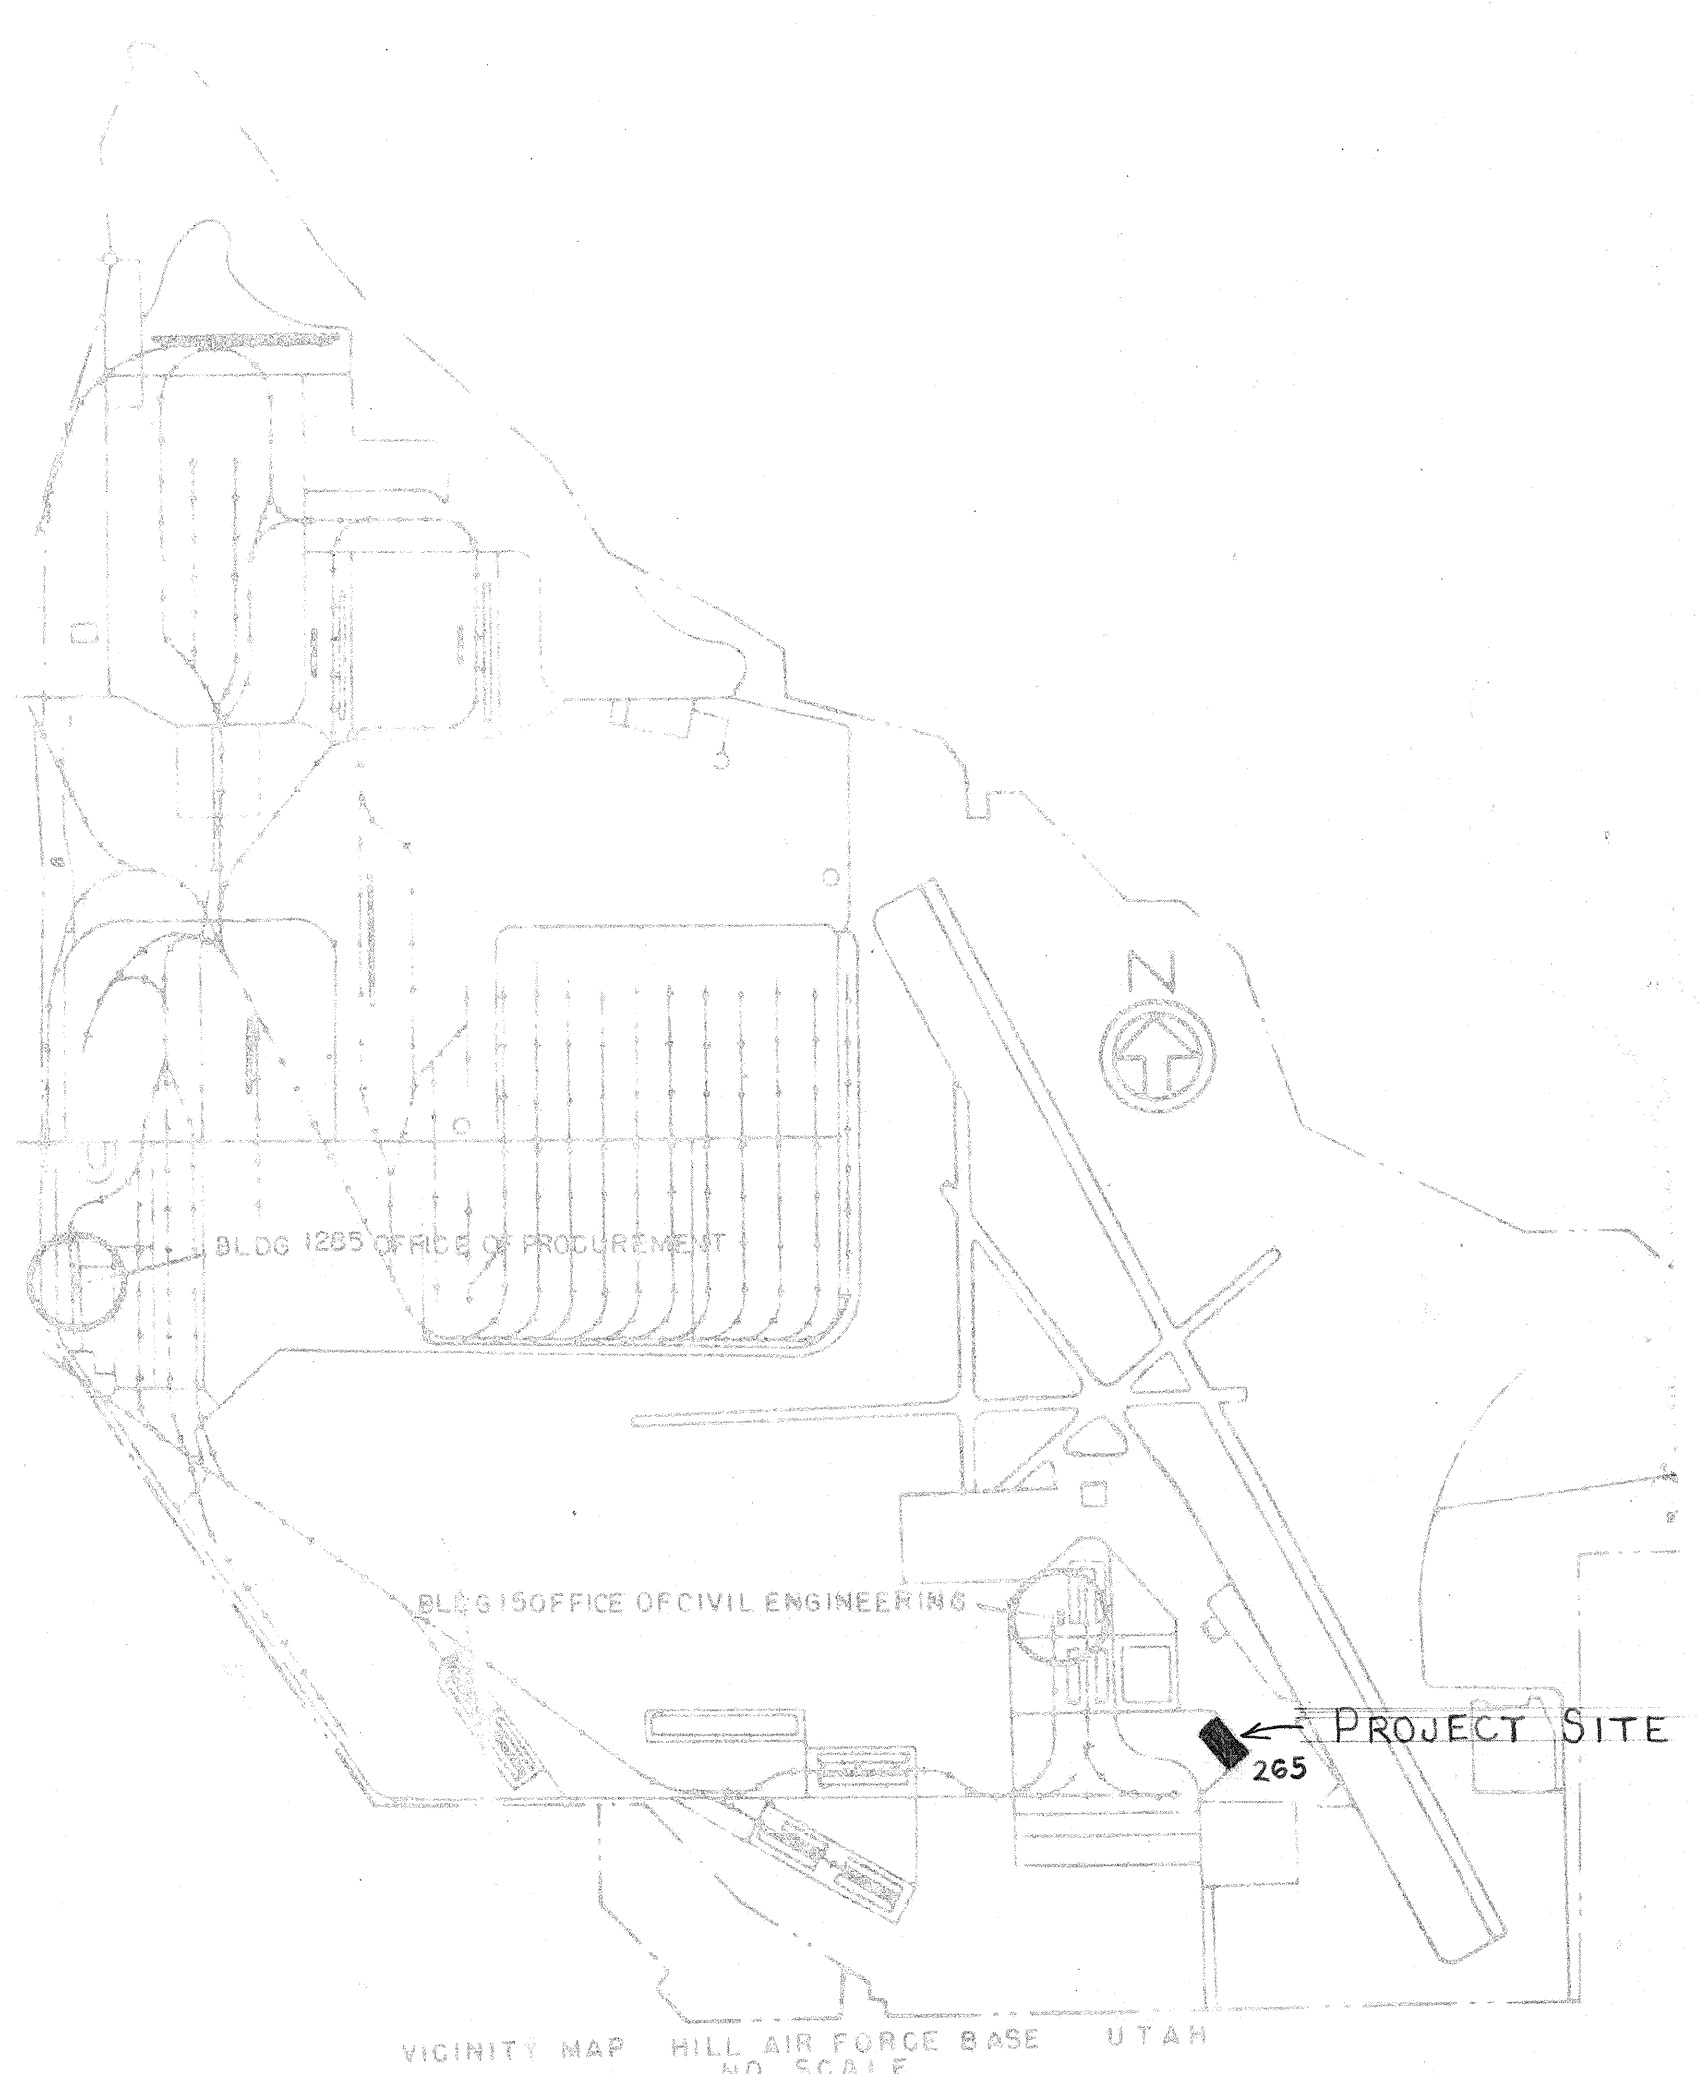 N
BLDG 1285 OFFICE OF PROCUREMENT
BLDG 15 OFFICE OF CIVIL ENGINEERING
PROJECT SITE
265
VICINITY MAP HILL AIR FORCE BASE UTAH
NO SCALE